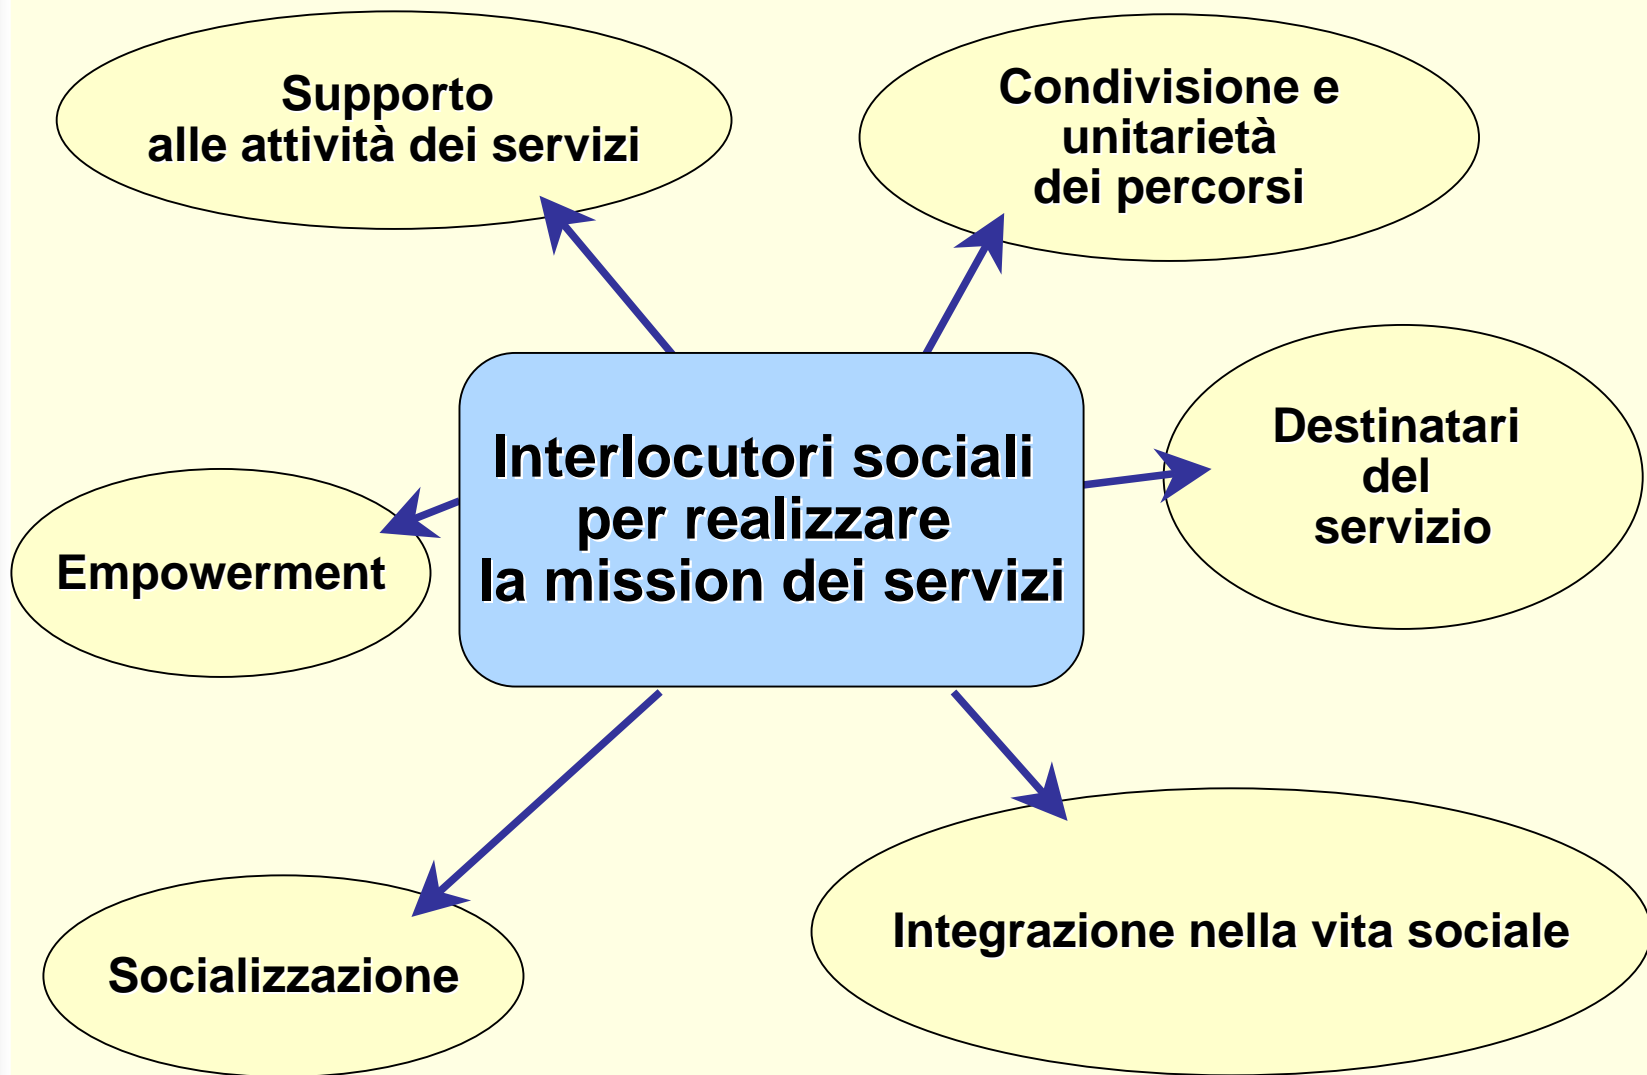 Supporto
alle attività dei servizi
Condivisione e
unitarietà
dei percorsi
Interlocutori sociali
per realizzare
la mission dei servizi
Destinatari
del
servizio
Empowerment
Socializzazione
Integrazione nella vita sociale